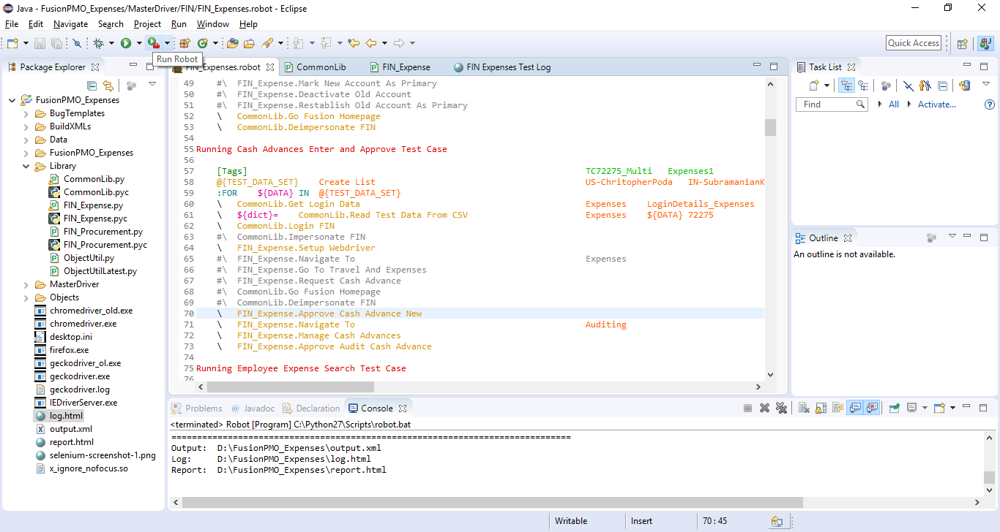 Java - FusionPMO_Expenses/MasterDriver/FIN/FIN_Expenses.robot - Eclipse
File Edit Navigate Search Project Run Window Help
Quick Access
Run Robot
Package Explorer
FusionPMO_Expenses
BugTemplates
BuildXMLs
Data
FusionPMO_Expenses
Library
CommonLib.py
CommonLib.pyc
FIN_Expense.py
FIN_Expense.pyc
FIN_Procurement.py
FIN_Procurement.pyc
ObjectUtil.py
ObjectUtilLatest.py
MasterDriver
Objects
chromedriver_old.exe
chromedriver.exe
desktop.ini
firefox.exe
geckodriver_ol.exe
geckodriver.exe
geckodriver.log
IEDriverServer.exe
log.html
output.xml
report.html
selenium-screenshot-1.png
x_ignore_nofocus.so
FIN_Expenses.robot CommonLib FIN_Expense FIN Expenses Test Log
49 #\ FIN_Expense.Mark New Account As Primary
50 #\ FIN_Expense.Deactivate Old Account
51 #\ FIN_Expense.Restablish Old Account As Primary
52 \ CommonLib.Go Fusion Homepage
53 \ CommonLib.Deimpersonate FIN
54
55 Running Cash Advances Enter and Approve Test Case
56
57 [Tags] TC72275_Multi Expenses1
58 @{TEST_DATA_SET} Create List US-ChritopherPoda IN-SubramanianK
59 :FOR ${DATA} IN @{TEST_DATA_SET}
60 \ CommonLib.Get Login Data Expenses LoginDetails_Expenses
61 \ ${dict}= CommonLib.Read Test Data From CSV Expenses ${DATA} 72275
62 \ CommonLib.Login FIN
63 #\ CommonLib.Impersonate FIN
64 \ FIN_Expense.Setup Webdriver
65 #\ FIN_Expense.Navigate To Expenses
66 #\ FIN_Expense.Go To Travel And Expenses
67 #\ FIN_Expense.Request Cash Advance
68 #\ CommonLib.Go Fusion Homepage
69 #\ CommonLib.Deimpersonate FIN
70 \ FIN_Expense.Approve Cash Advance New
71 \ FIN_Expense.Navigate To Auditing
72 \ FIN_Expense.Manage Cash Advances
73 \ FIN_Expense.Approve Audit Cash Advance
74
75 Running Employee Expense Search Test Case
76
Task List
Find All Activate...
Outline
An outline is not available.
Problems @ Javadoc Declaration Console
<terminated> Robot [Program] C:\Python27\Scripts\robot.bat
==============================================================================
Output: D:\FusionPMO_Expenses\output.xml
Log: D:\FusionPMO_Expenses\log.html
Report: D:\FusionPMO_Expenses\report.html
Writable Insert 70 : 45